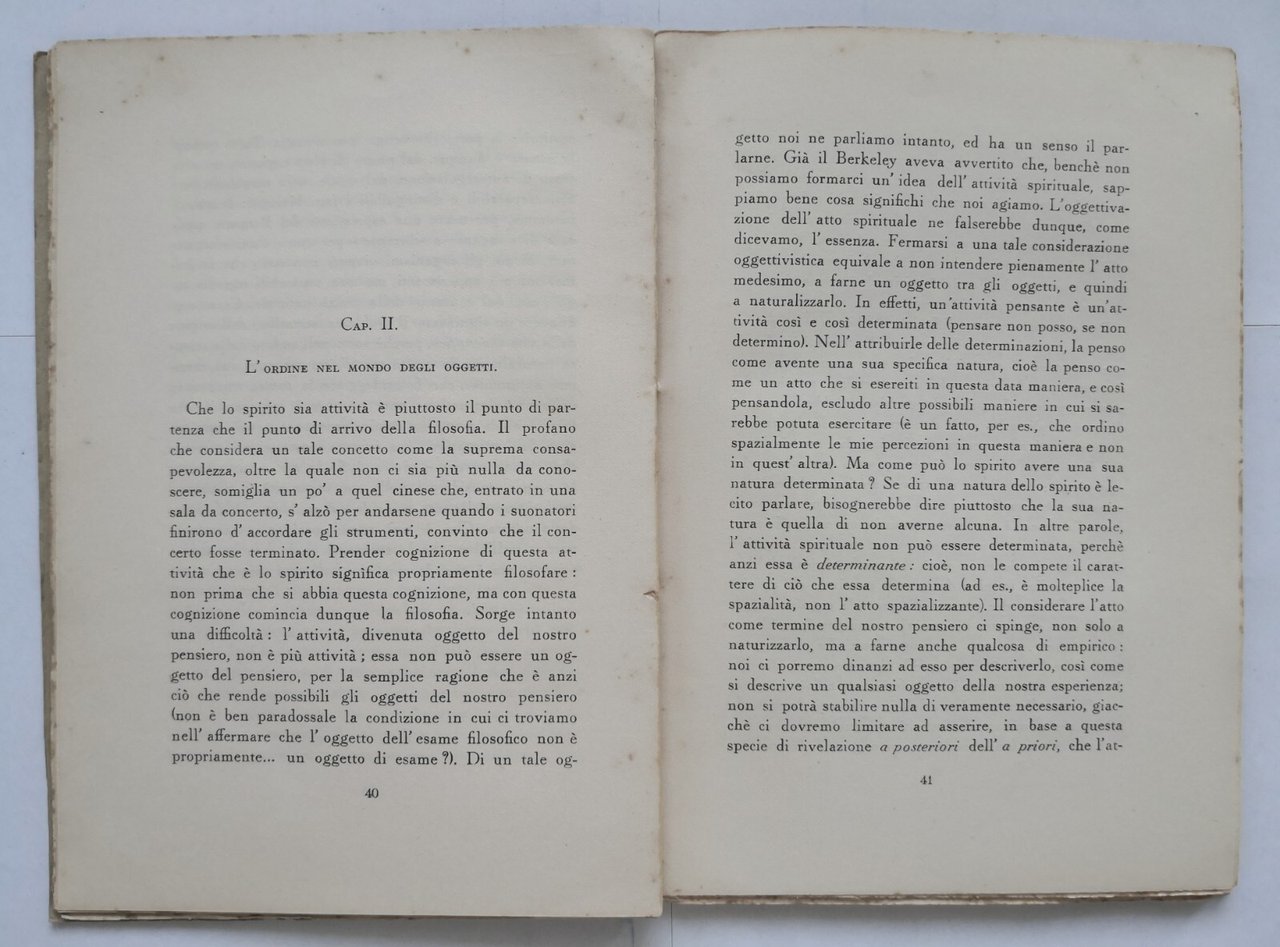 CAP. II.
L' ORDINE NEL MONDO DEGLI OGGETTI.
Che lo spirito sia attività è piuttosto il punto di par-
tenza che il punto di arrivo della filosofia. Il profano
che considera un tale concetto come la suprema consa-
pevolezza, oltre la quale non ci sia più nulla da cono-
scere, somiglia un po' a quel cinese che, entrato in una
sala da concerto, s' alzò per andarsene quando i suonatori
finirono d' accordare gli strumenti, convinto che il con-
certo fosse terminato. Prender cognizione di questa at-
tività che è lo spirito significa propriamente filosofare :
non prima che si abbia questa cognizione, ma con questa
cognizione comincia dunque la filosofia. Sorge intanto
una difficoltà : l' attività, divenuta oggetto del nostro
pensiero, non è più attività ; essa non può essere un og-
getto del pensiero, per la semplice ragione che è anzi
ciò che rende possibili gli oggetti del nostro pensiero
(non è ben paradossale la condizione in cui ci troviamo
nell' affermare che l' oggetto dell' esame filosofico non è
propriamente... un oggetto di esame ?). Di un tale og-
40
getto noi ne parliamo intanto, ed ha un senso il par-
larne. Già il Berkeley aveva avvertito che, benchè non
possiamo formarci un' idea dell' attività spirituale, sap-
piamo bene cosa significhi che noi agiamo. L'oggettiva-
zione dell' atto spirituale ne falserebbe dunque, come
dicevamo, l' essenza. Fermarsi a una tale considerazione
oggettivistica equivale a non intendere pienamente l' atto
medesimo, a farne un oggetto tra gli oggetti, e quindi
a naturalizzarlo. In effetti, un'attività pensante è un'at-
tività così e così determinata (pensare non posso, se non
determino). Nell' attribuirle delle determinazioni, la penso
come avente una sua specifica natura, cioè la penso co-
me un atto che si esereiti in questa data maniera, e così
pensandola, escludo altre possibili maniere in cui si sa-
rebbe potuta esercitare (è un fatto, per es., che ordino
spazialmente le mie percezioni in questa maniera e non
in quest' altra). Ma come può lo spirito avere una sua
natura determinata ? Se di una natura dello spirito è le-
cito parlare, bisognerebbe dire piuttosto che la sua na-
tura è quella di non averne alcuna. In altre parole,
l' attività spirituale non può essere determinata, perchè
anzi essa è determinante : cioè, non le compete il carat-
tere di ciò che essa determina (ad es., è molteplice la
spazialità, non l' atto spazializzante). Il considerare l'atto
come termine del nostro pensiero ci spinge, non solo a
naturizzarlo, ma a farne anche qualcosa di empirico :
noi ci porremo dinanzi ad esso per descriverlo, così come
si descrive un qualsiasi oggetto della nostra esperienza;
non si potrà stabilire nulla di veramente necessario, giac-
chè ci dovremo limitare ad asserire, in base a questa
specie di rivelazione a posteriori dell' a priori, che l'at-
41